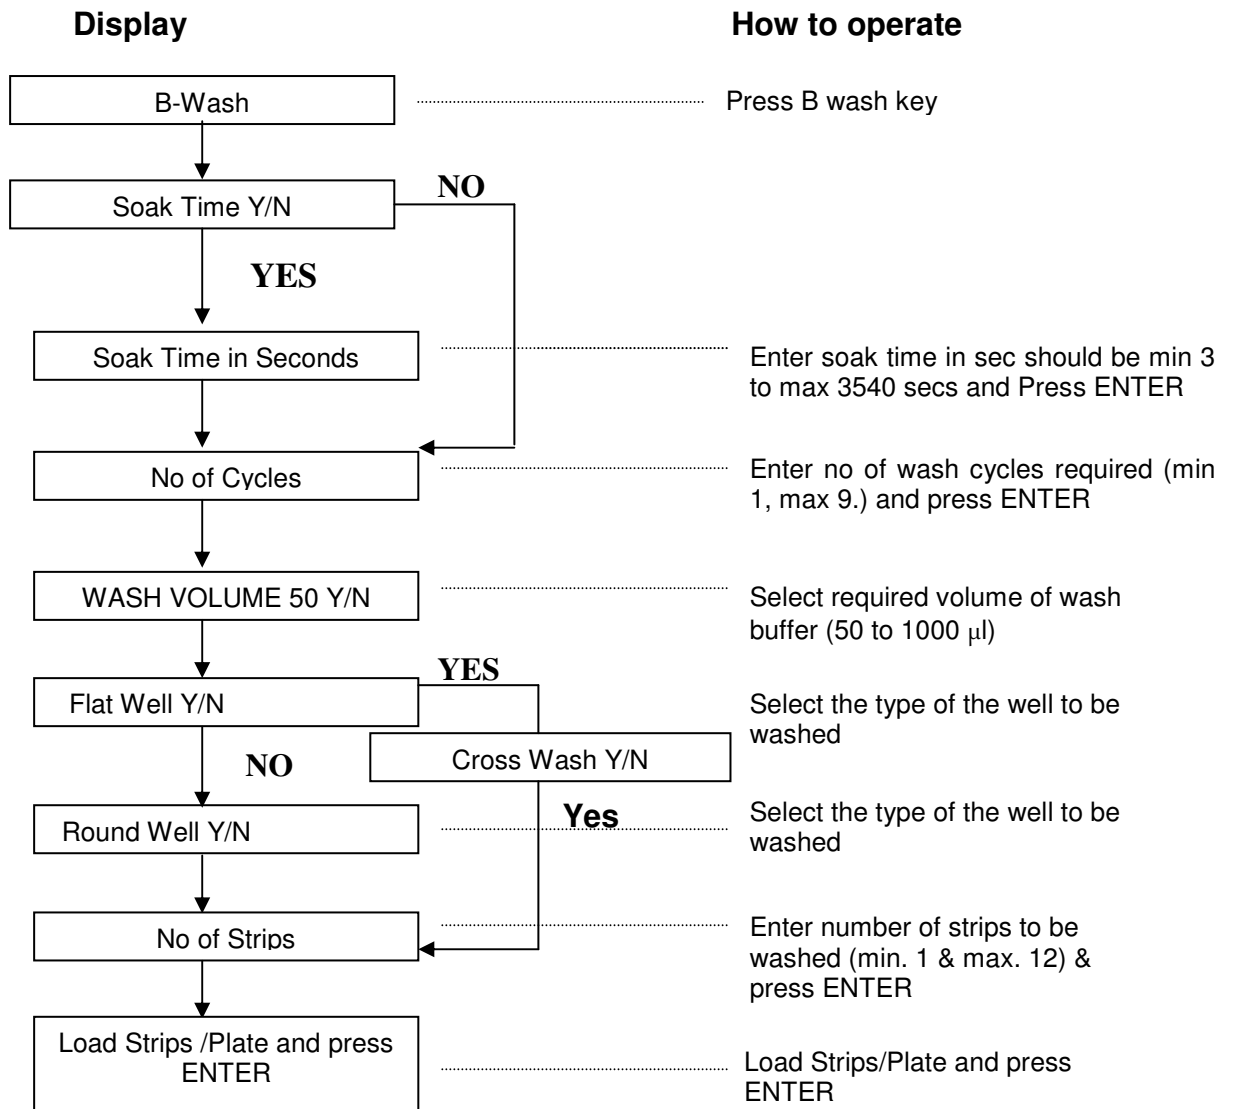 Display
How to operate
B-Wash
Press B wash key
Soak Time Y/N
NO
YES
Soak Time in Seconds
Enter soak time in sec should be min 3
to max 3540 secs and Press ENTER
No of Cycles
Enter no of wash cycles required (min
1, max 9.) and press ENTER
WASH VOLUME 50 Y/N
Select required volume of wash
buffer (50 to 1000 µl)
YES
Flat Well Y/N
Select the type of the well to be
washed
NO
Cross Wash Y/N
Yes
Round Well Y/N
Select the type of the well to be
washed
No of Strips
Enter number of strips to be
washed (min. 1 & max. 12) &
press ENTER
Load Strips /Plate and press
ENTER
Load Strips/Plate and press
ENTER